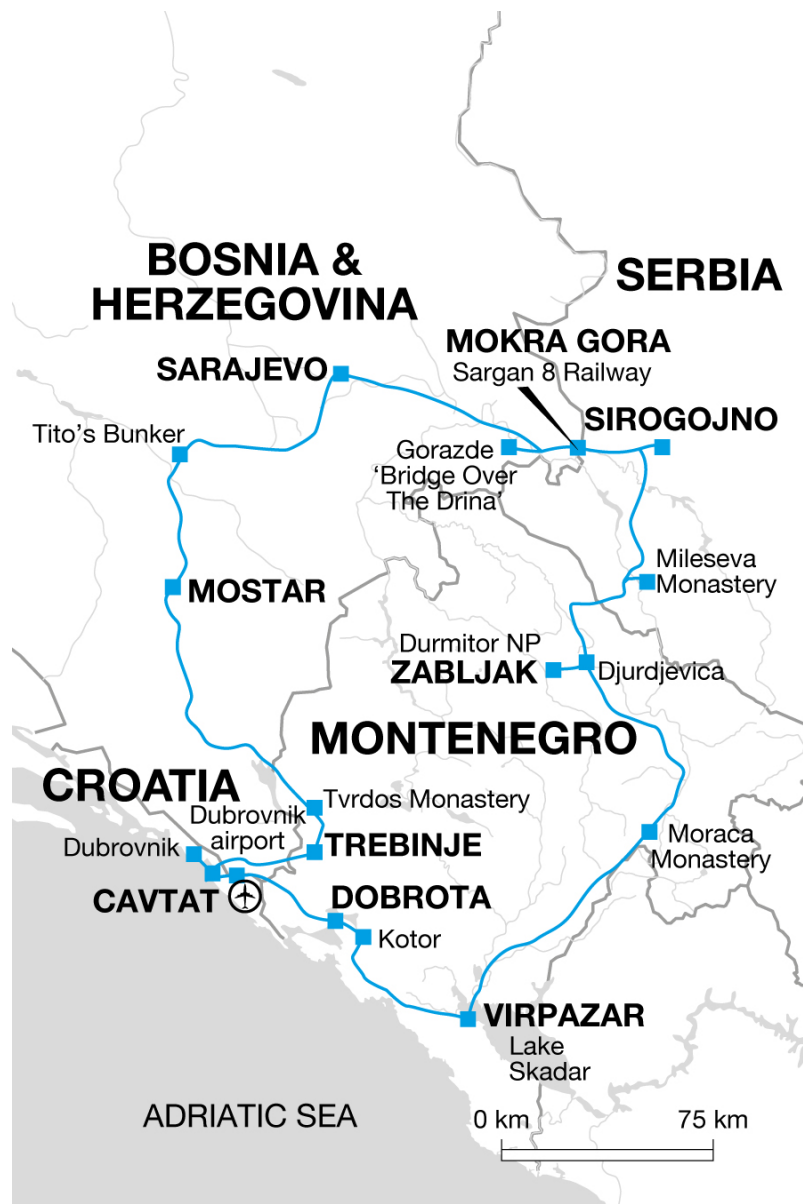 BOSNIA &
HERZEGOVINA
SERBIA
MOKRA GORA
Sargan 8 Railway
SARAJEVO
SIROGOJNO
Tito's Bunker
Gorazde
'Bridge Over
The Drina'
MOSTAR
Mileseva
Monastery
Durmitor NP
ZABLJAK
Djurdjevica
MONTENEGRO
CROATIA
Tvrdos Monastery
Dubrovnik
airport
Dubrovnik
TREBINJE
Moraca
Monastery
CAVTAT
DOBROTA
Kotor
VIRPAZAR
Lake
Skadar
ADRIATIC SEA
0 km 75 km